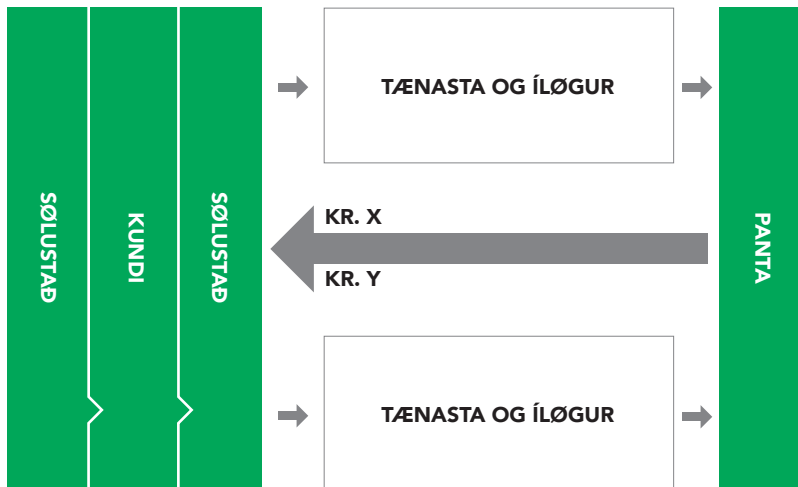 SØLUSTAÐ
KUNDI
SØLUSTAÐ
TÆNASTA OG ÍLØGUR
KR. X
KR. Y
TÆNASTA OG ÍLØGUR
PANTA